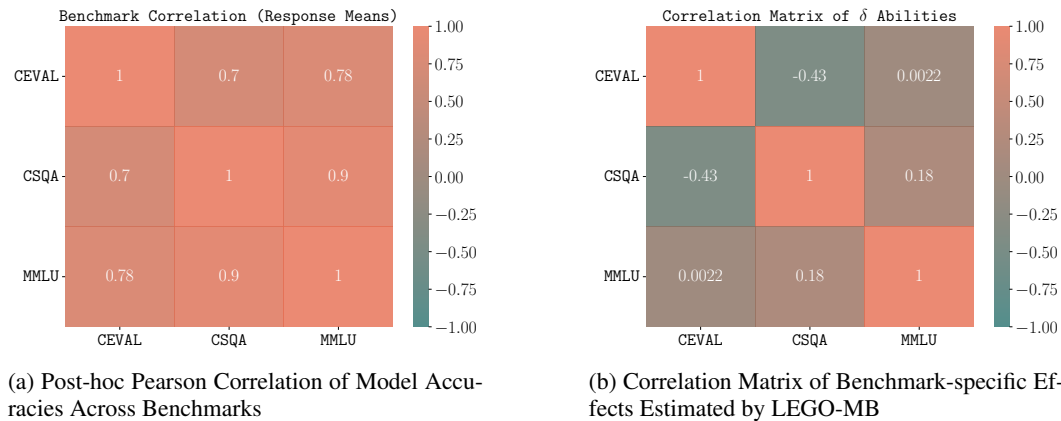 Benchmark Correlation (Response Means)
CEVAL
CSQA
MMLU
1
0.7
0.78
0.7
1
0.9
0.78
0.9
1
CEVAL
CSQA
MMLU
1.00
0.75
0.50
0.25
0.00
−0.25
−0.50
−0.75
−1.00
(a) Post-hoc Pearson Correlation of Model Accu-
racies Across Benchmarks
Correlation Matrix of δ Abilities
CEVAL
CSQA
MMLU
1
-0.43
0.0022
-0.43
1
0.18
0.0022
0.18
1
CEVAL
CSQA
MMLU
1.00
0.75
0.50
0.25
0.00
−0.25
−0.50
−0.75
−1.00
(b) Correlation Matrix of Benchmark-specific Ef-
fects Estimated by LEGO-MB